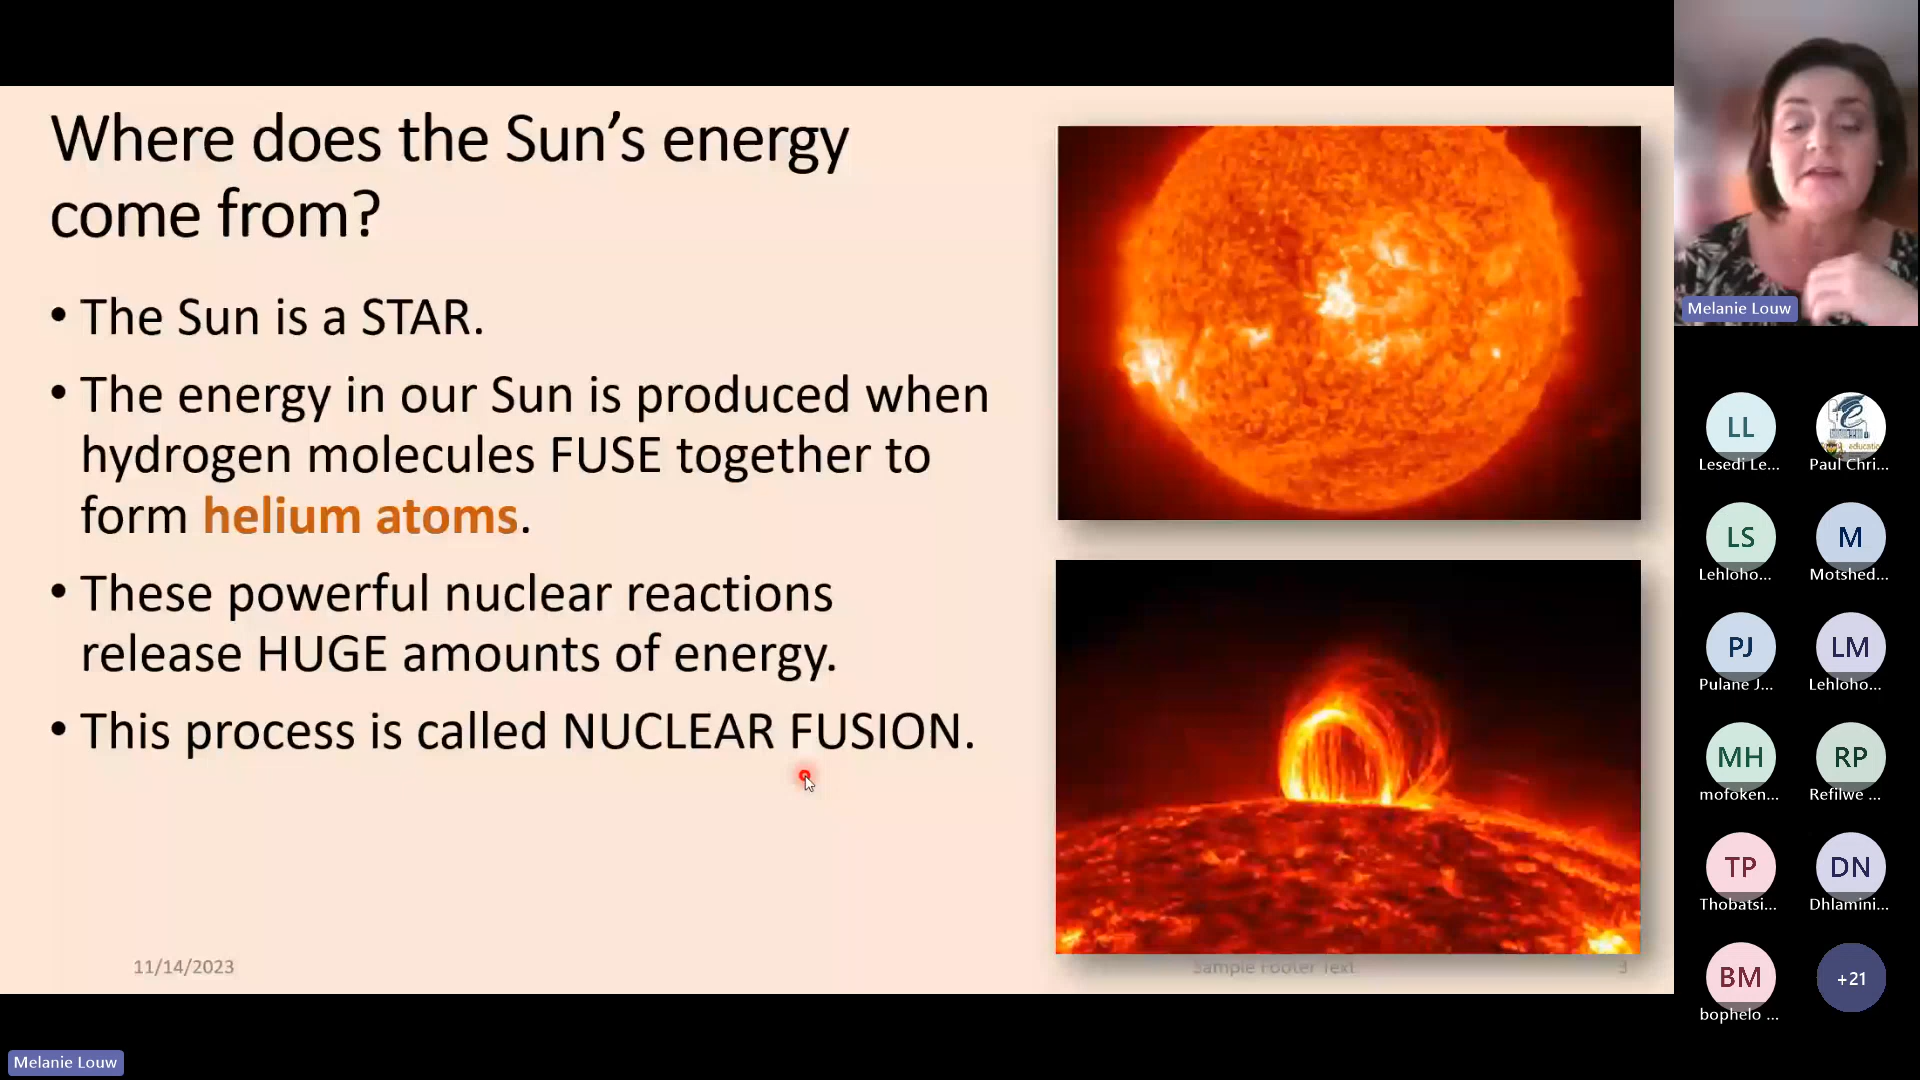 Where does the Sun's energy
come from?
• The Sun is a STAR.
• The energy in our Sun is produced when
hydrogen molecules FUSE together to
form helium atoms.
• These powerful nuclear reactions
release HUGE amounts of energy.
• This process is called NUCLEAR FUSION.
11/14/2023
Sample Footer Text
3
Melanie Louw
LL
Lesedi Le...
Paul Chri...
LS
Lehloho...
M
Motshed...
PJ
Pulane J...
LM
Lehloho...
MH
mofoken...
RP
Refilwe ...
TP
Thobatsi...
DN
Dhlamini...
BM
bophelo ...
+21
Melanie Louw